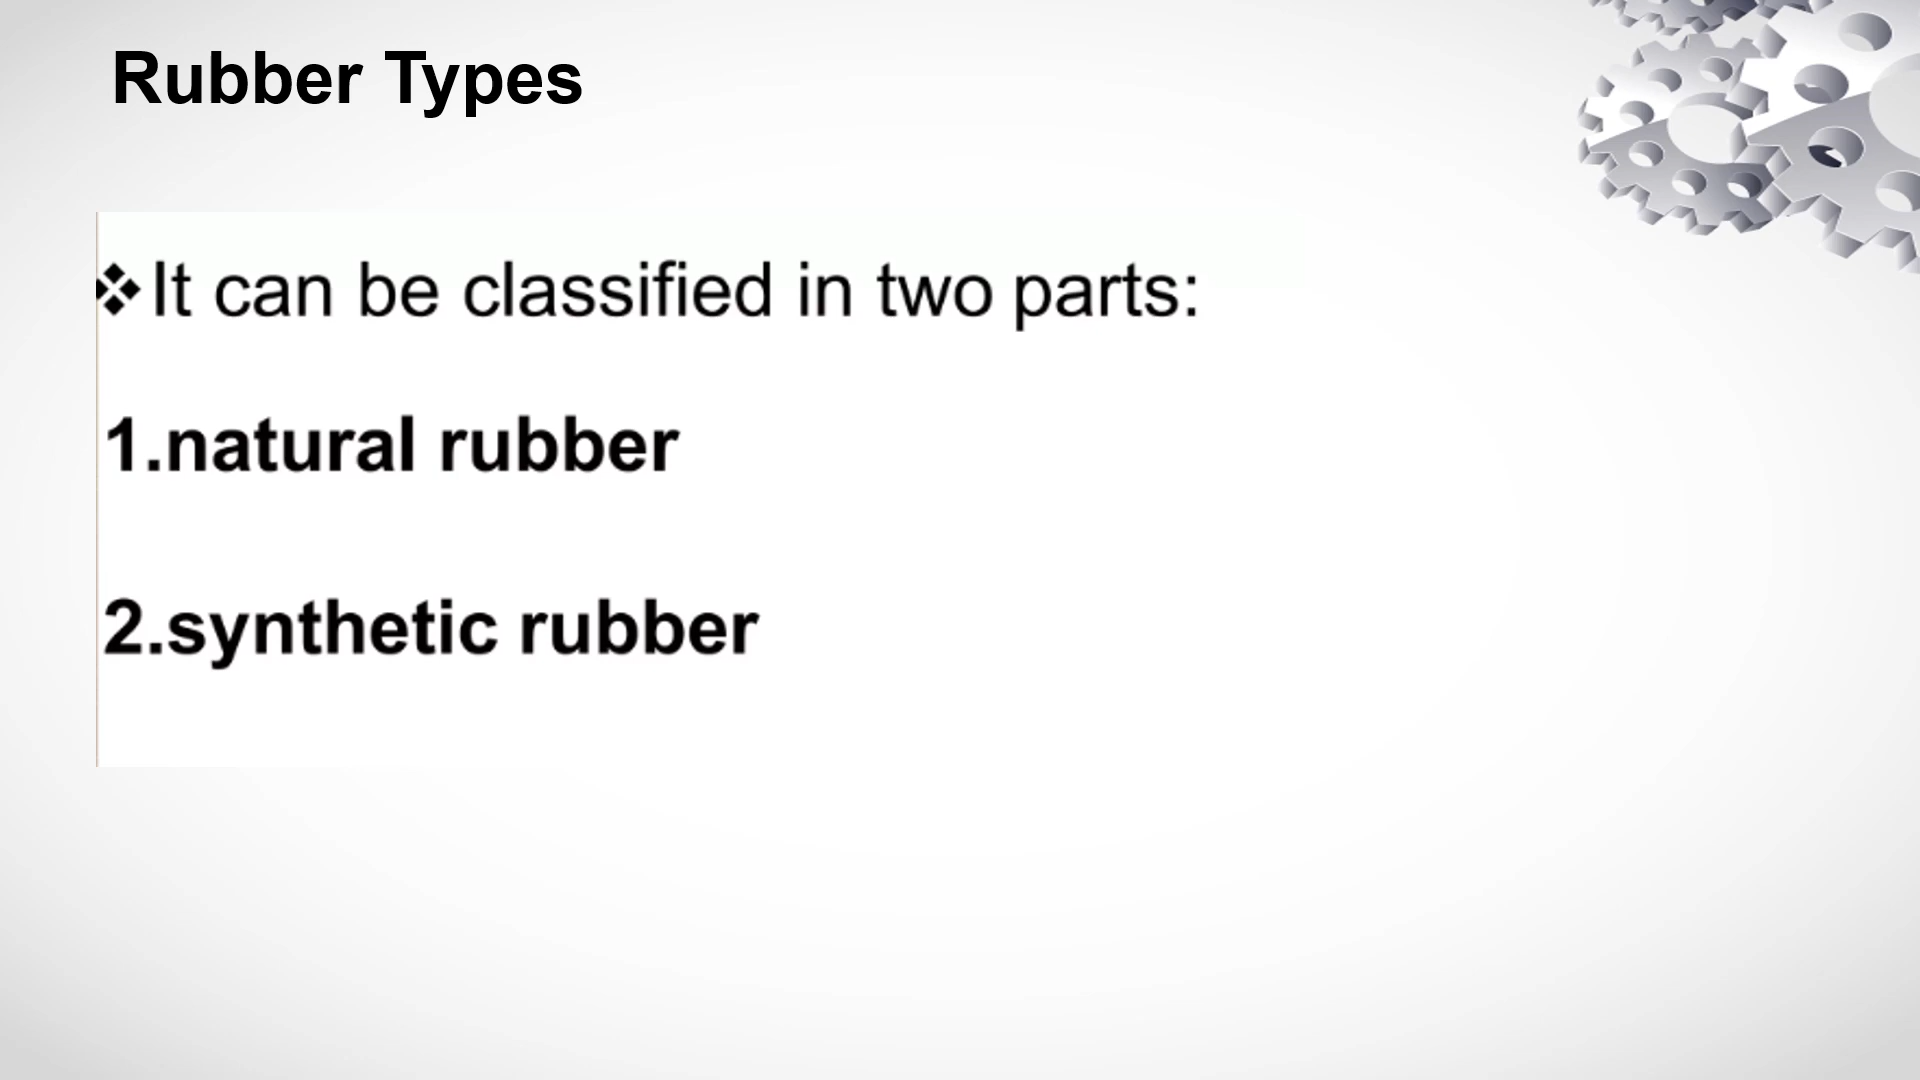 Rubber Types
❖It can be classified in two parts:
1.natural rubber
2.synthetic rubber